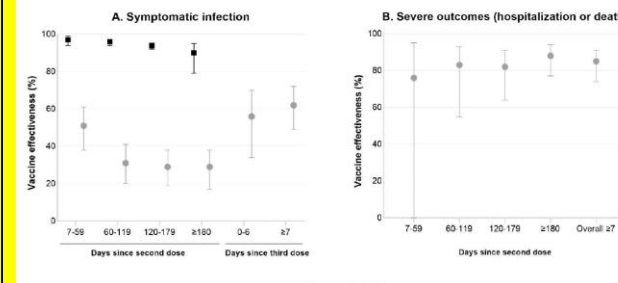 A. Symptomatic infection
Vaccine effectiveness (%)
100
80
60
40
20
0
7-59 60-119 120-179 ≥180 0-6 ≥7
Days since second dose Days since third dose
B. Severe outcomes (hospitalization or deat
Vaccine effectiveness (%)
100
80
60
40
20
0
7-59 60-119 120-179 ≥180 Overall ≥7
Days since second dose